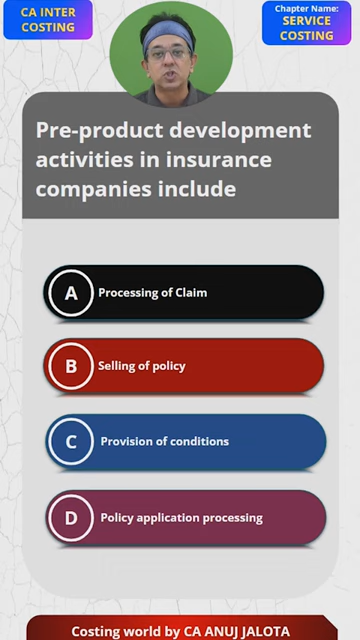 CA INTER
COSTING
Chapter Name:
SERVICE
COSTING
Pre-product development
activities in insurance
companies include
A Processing of Claim
B Selling of policy
C Provision of conditions
D Policy application processing
Costing world by CA ANUJ JALOTA